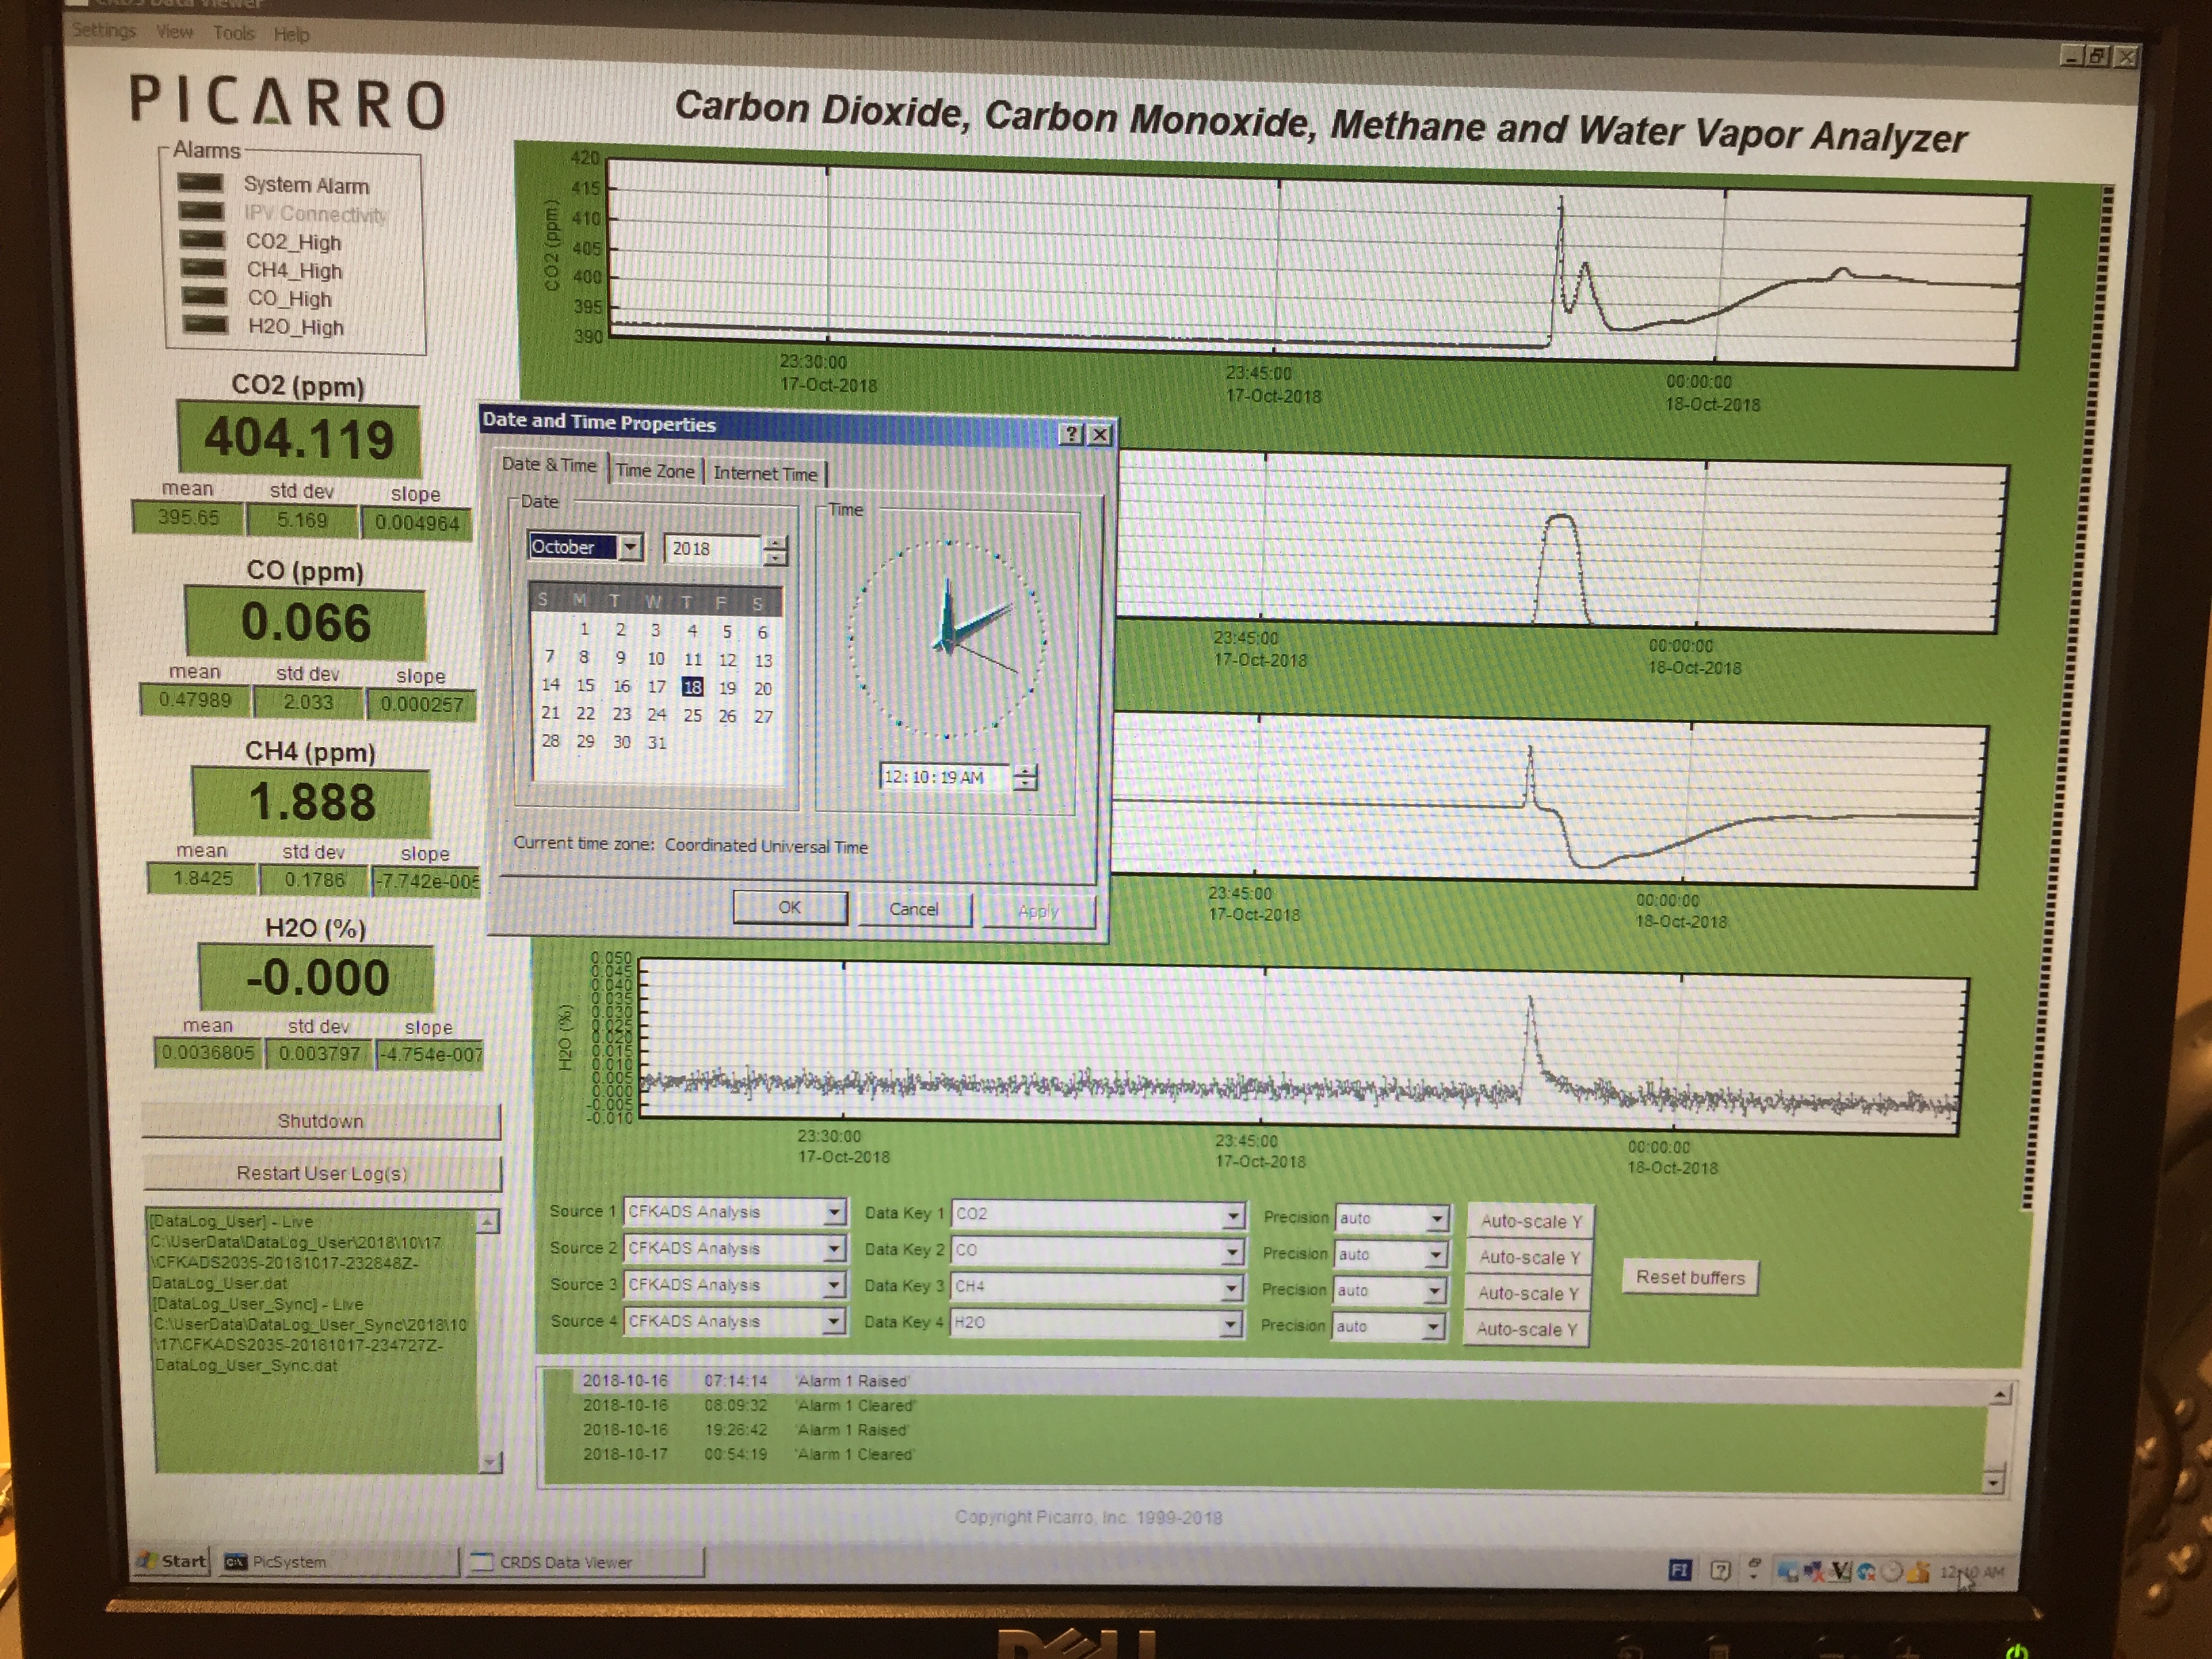 CRDS Data Viewer
Settings View Tools Help
PICARRO
Carbon Dioxide, Carbon Monoxide, Methane and Water Vapor Analyzer
Alarms
System Alarm
IPV Connectivity
CO2_High
CH4_High
CO_High
H2O_High
CO2 (ppm)
404.119
mean std dev slope
395.65 5.169 0.004964
CO (ppm)
0.066
mean std dev slope
0.47989 2.033 0.000257
CH4 (ppm)
1.888
mean std dev slope
1.8425 0.1786 -7.742e-005
H2O (%)
-0.000
mean std dev slope
0.0036805 0.003797 -4.754e-007
Shutdown
Restart User Log(s)
[DataLog_User] - Live
C:\UserData\DataLog_User\2018\10\17
\CFKADS2035-20181017-232848Z-
DataLog_User.dat
[DataLog_User_Sync] - Live
C:\UserData\DataLog_User_Sync\2018\10
\17\CFKADS2035-20181017-234727Z-
DataLog_User_Sync.dat
CO2 (ppm)
420
415
410
405
400
395
390
23:30:00 23:45:00 00:00:00
17-Oct-2018 17-Oct-2018 18-Oct-2018
Date and Time Properties
Date & Time Time Zone Internet Time
Date
October 2018
S M T W T F S
1 2 3 4 5 6
7 8 9 10 11 12 13
14 15 16 17 18 19 20
21 22 23 24 25 26 27
28 29 30 31
Time
12:10:19 AM
Current time zone: Coordinated Universal Time
OK Cancel Apply
23:45:00 00:00:00
17-Oct-2018 18-Oct-2018
23:45:00 00:00:00
17-Oct-2018 18-Oct-2018
H2O (%)
0.050
0.045
0.040
0.035
0.030
0.025
0.020
0.015
0.010
0.005
0.000
-0.005
-0.010
23:30:00 23:45:00 00:00:00
17-Oct-2018 17-Oct-2018 18-Oct-2018
Source 1 CFKADS Analysis Data Key 1 CO2 Precision auto Auto-scale Y
Source 2 CFKADS Analysis Data Key 2 CO Precision auto Auto-scale Y
Source 3 CFKADS Analysis Data Key 3 CH4 Precision auto Auto-scale Y
Source 4 CFKADS Analysis Data Key 4 H2O Precision auto Auto-scale Y
Reset buffers
2018-10-16 07:14:14 'Alarm 1 Raised'
2018-10-16 08:09:32 'Alarm 1 Cleared'
2018-10-16 19:26:42 'Alarm 1 Raised'
2018-10-17 00:54:19 'Alarm 1 Cleared'
Copyright Picarro, Inc. 1999-2018
Start PicSystem CRDS Data Viewer FI 12:10 AM
DELL